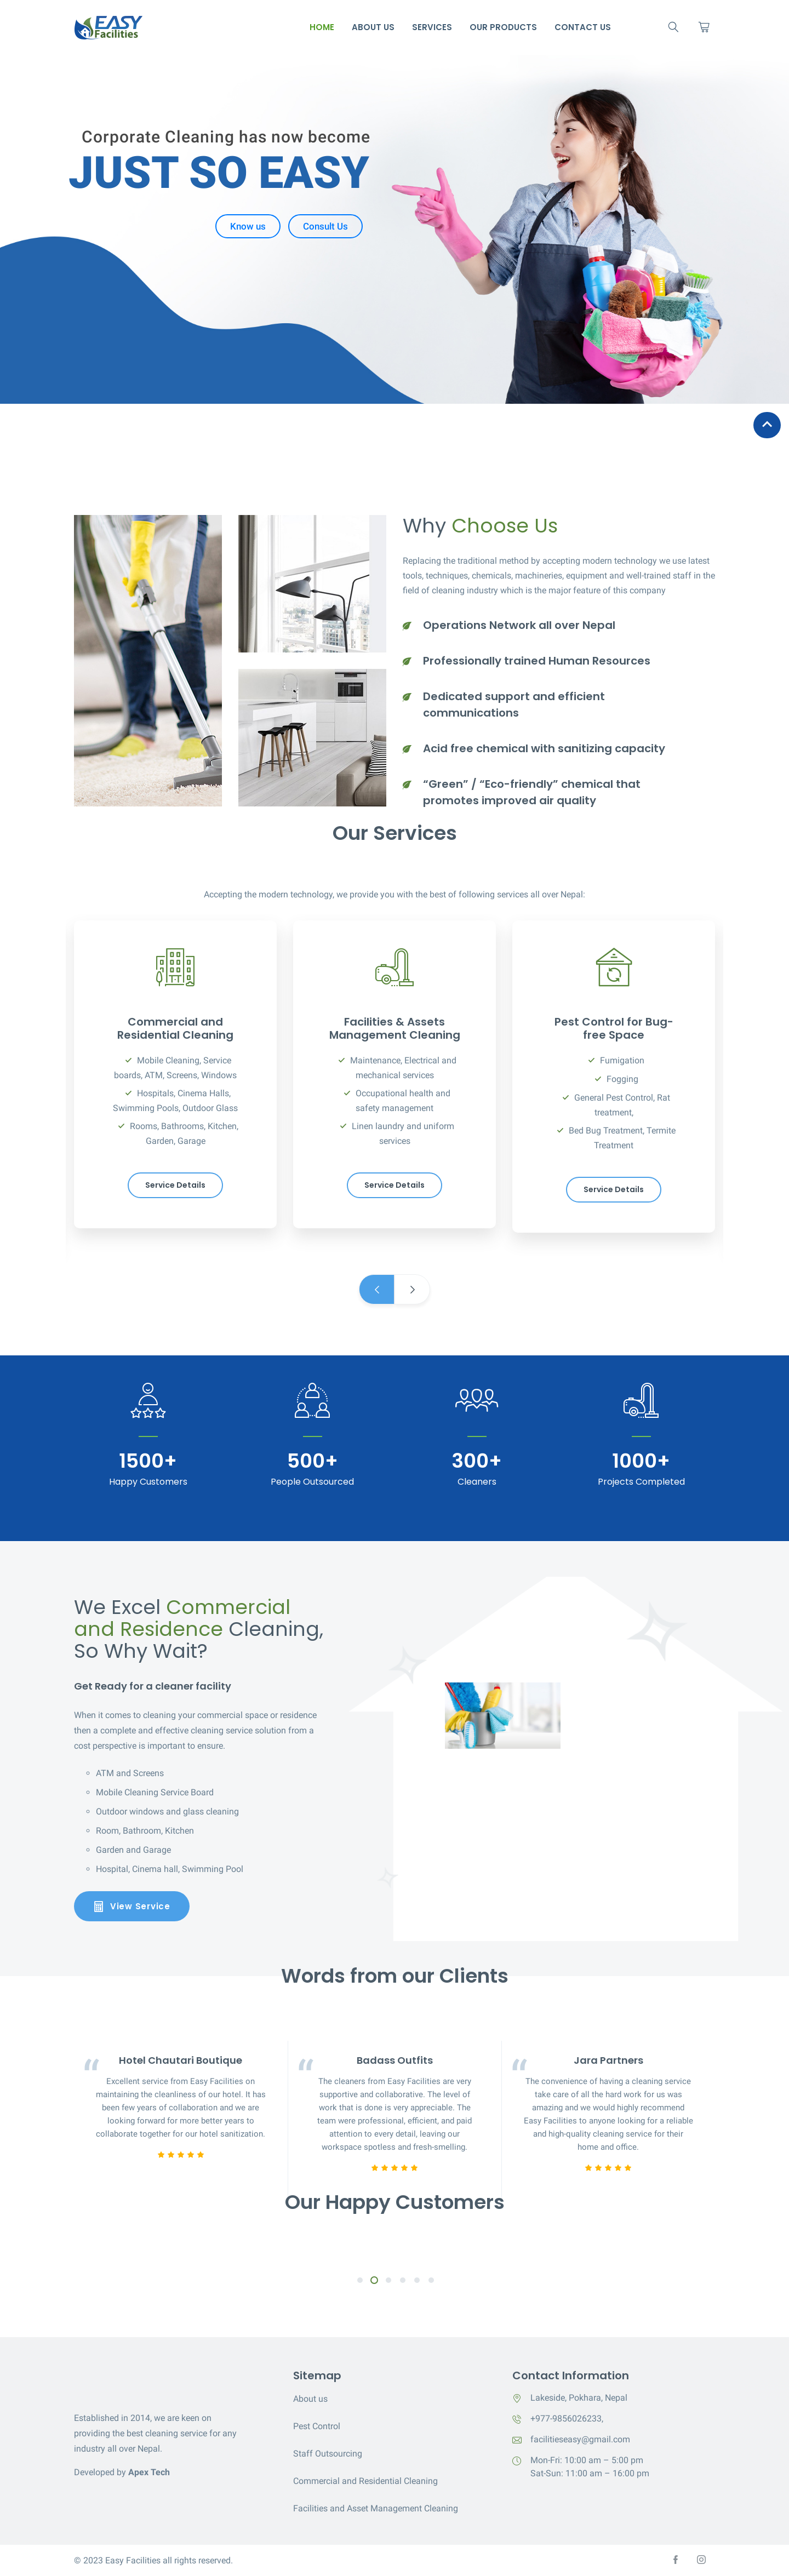 EASY
Facilities
HOME
ABOUT US
SERVICES
OUR PRODUCTS
CONTACT US
Corporate Cleaning has now become
JUST SO EASY
Know us
Consult Us
Why Choose Us
Replacing the traditional method by accepting modern technology we use latest
tools, techniques, chemicals, machineries, equipment and well-trained staff in the
field of cleaning industry which is the major feature of this company
Operations Network all over Nepal
Professionally trained Human Resources
Dedicated support and efficient
communications
Acid free chemical with sanitizing capacity
“Green” / “Eco-friendly” chemical that
promotes improved air quality
Our Services
Accepting the modern technology, we provide you with the best of following services all over Nepal:
Commercial and
Residential Cleaning
Mobile Cleaning, Service
boards, ATM, Screens, Windows
Hospitals, Cinema Halls,
Swimming Pools, Outdoor Glass
Rooms, Bathrooms, Kitchen,
Garden, Garage
Service Details
Facilities & Assets
Management Cleaning
Maintenance, Electrical and
mechanical services
Occupational health and
safety management
Linen laundry and uniform
services
Service Details
Pest Control for Bug-
free Space
Fumigation
Fogging
General Pest Control, Rat
treatment,
Bed Bug Treatment, Termite
Treatment
Service Details
1500+
Happy Customers
500+
People Outsourced
300+
Cleaners
1000+
Projects Completed
We Excel Commercial
and Residence Cleaning,
So Why Wait?
Get Ready for a cleaner facility
When it comes to cleaning your commercial space or residence
then a complete and effective cleaning service solution from a
cost perspective is important to ensure.
ATM and Screens
Mobile Cleaning Service Board
Outdoor windows and glass cleaning
Room, Bathroom, Kitchen
Garden and Garage
Hospital, Cinema hall, Swimming Pool
View Service
Words from our Clients
Hotel Chautari Boutique
Excellent service from Easy Facilities on
maintaining the cleanliness of our hotel. It has
been few years of collaboration and we are
looking forward for more better years to
collaborate together for our hotel sanitization.
Badass Outfits
The cleaners from Easy Facilities are very
supportive and collaborative. The level of
work that is done is very appreciable. The
team were professional, efficient, and paid
attention to every detail, leaving our
workspace spotless and fresh-smelling.
Jara Partners
The convenience of having a cleaning service
take care of all the hard work for us was
amazing and we would highly recommend
Easy Facilities to anyone looking for a reliable
and high-quality cleaning service for their
home and office.
Our Happy Customers
Established in 2014, we are keen on
providing the best cleaning service for any
industry all over Nepal.
Developed by Apex Tech
Sitemap
About us
Pest Control
Staff Outsourcing
Commercial and Residential Cleaning
Facilities and Asset Management Cleaning
Contact Information
Lakeside, Pokhara, Nepal
+977-9856026233,
facilitieseasy@gmail.com
Mon-Fri: 10:00 am – 5:00 pm
Sat-Sun: 11:00 am – 16:00 pm
© 2023 Easy Facilities all rights reserved.